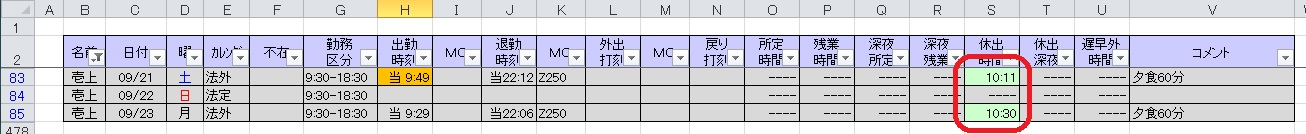 A B C D E F G H I J K L M N O P Q R S T U V
1
2 名前 日付 曜 カレンダ 不在 勤務区分 出勤時刻 MC 退勤時刻 MC 外出打刻 MC 戻り打刻 所定時間 残業時間 深夜所定 深夜残業 休出時間 休出深夜 遅早外時間 コメント
83 壱上 09/21 土 法外 9:30-18:30 当 9:49 当22:12 Z250 ---- ---- ---- ---- 10:11 ---- ---- 夕食60分
84 壱上 09/22 日 法定 9:30-18:30 ---- ---- ---- ---- ---- ---- ----
85 壱上 09/23 月 法外 9:30-18:30 当 9:29 当22:06 Z250 ---- ---- ---- ---- 10:30 ---- ---- 夕食60分
478